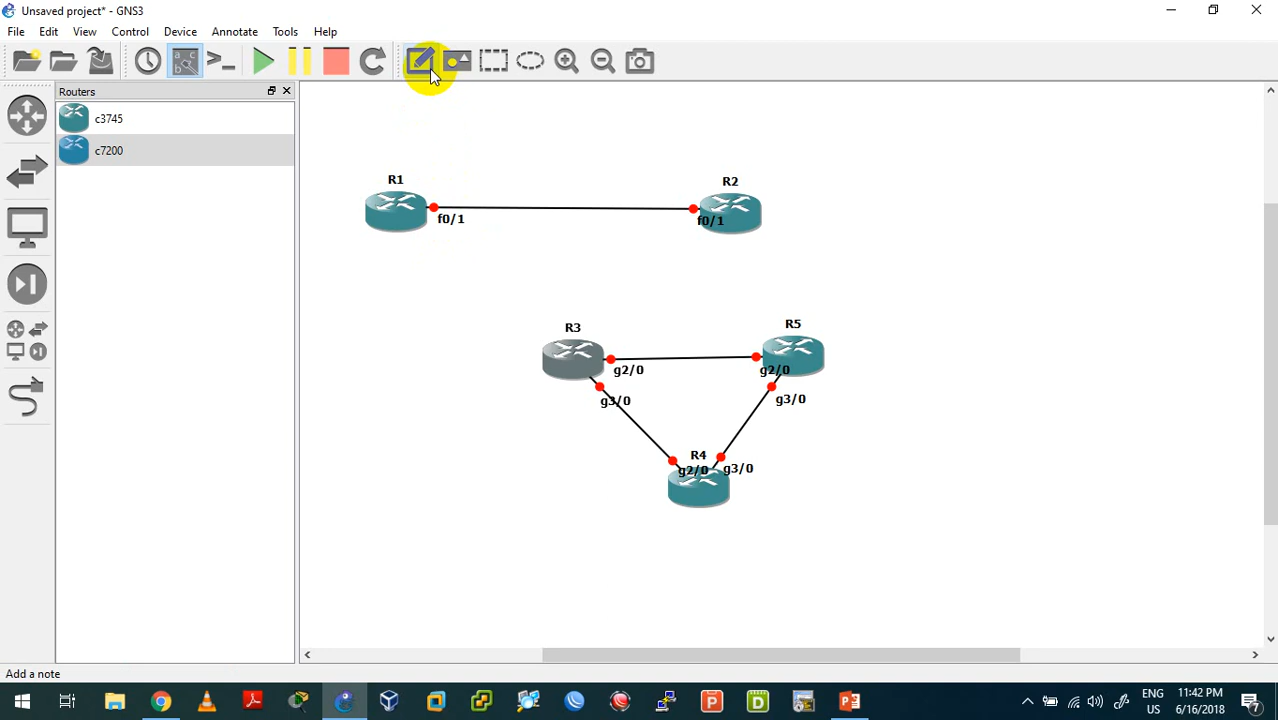 Unsaved project* - GNS3
File Edit View Control Device Annotate Tools Help
Routers
c3745
c7200
R1
R2
f0/1
f0/1
R3
R5
g2/0
g2/0
g3/0
g3/0
R4
g2/0
g3/0
Add a note
ENG
US
11:42 PM
6/16/2018
7